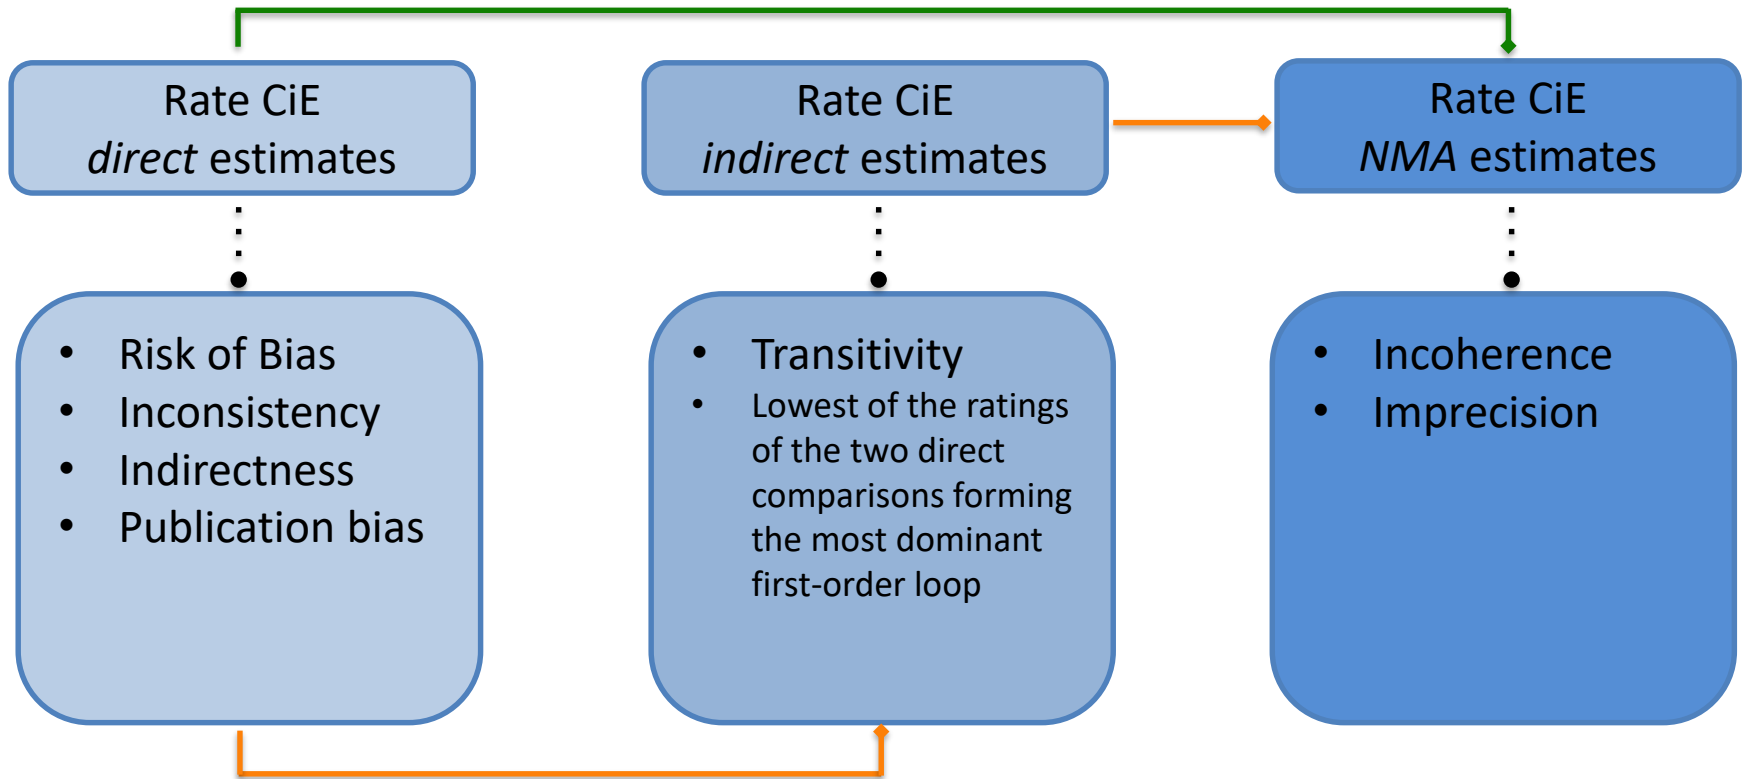 Rate CiE
direct estimates
Rate CiE
indirect estimates
Rate CiE
NMA estimates
• Risk of Bias
• Inconsistency
• Indirectness
• Publication bias
• Transitivity
• Lowest of the ratings
of the two direct
comparisons forming
the most dominant
first-order loop
• Incoherence
• Imprecision